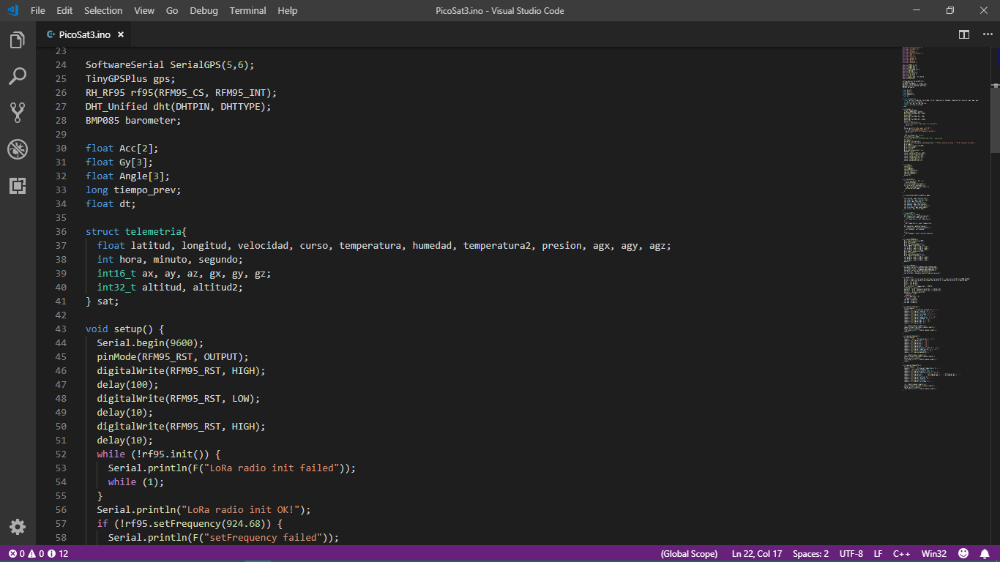 File Edit Selection View Go Debug Terminal Help PicoSat3.ino - Visual Studio Code
PicoSat3.ino
23
24 SoftwareSerial SerialGPS(5,6);
25 TinyGPSPlus gps;
26 RH_RF95 rf95(RFM95_CS, RFM95_INT);
27 DHT_Unified dht(DHTPIN, DHTTYPE);
28 BMP085 barometer;
29
30 float Acc[2];
31 float Gy[3];
32 float Angle[3];
33 long tiempo_prev;
34 float dt;
35
36 struct telemetria{
37 float latitud, longitud, velocidad, curso, temperatura, humedad, temperatura2, presion, agx, agy, agz;
38 int hora, minuto, segundo;
39 int16_t ax, ay, az, gx, gy, gz;
40 int32_t altitud, altitud2;
41 } sat;
42
43 void setup() {
44 Serial.begin(9600);
45 pinMode(RFM95_RST, OUTPUT);
46 digitalWrite(RFM95_RST, HIGH);
47 delay(100);
48 digitalWrite(RFM95_RST, LOW);
49 delay(10);
50 digitalWrite(RFM95_RST, HIGH);
51 delay(10);
52 while (!rf95.init()) {
53 Serial.println(F("LoRa radio init failed"));
54 while (1);
55 }
56 Serial.println("LoRa radio init OK!");
57 if (!rf95.setFrequency(924.68)) {
58 Serial.println(F("setFrequency failed"));
0 0 12 (Global Scope) Ln 22, Col 17 Spaces: 2 UTF-8 LF C++ Win32